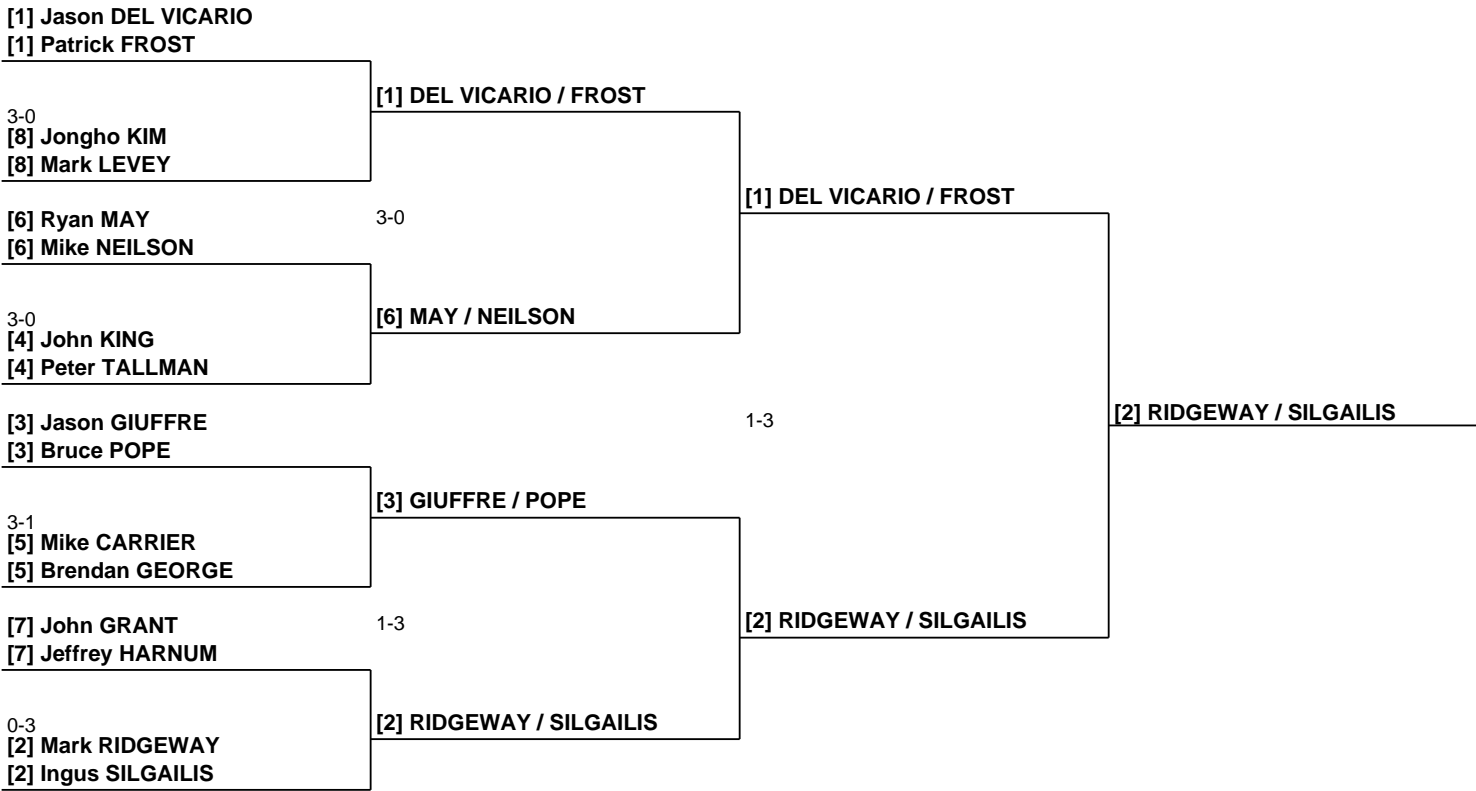 [1] Jason DEL VICARIO
[1] Patrick FROST
[1] DEL VICARIO / FROST
3-0
[8] Jongho KIM
[8] Mark LEVEY
[1] DEL VICARIO / FROST
[6] Ryan MAY
3-0
[6] Mike NEILSON
[6] MAY / NEILSON
3-0
[4] John KING
[4] Peter TALLMAN
[2] RIDGEWAY / SILGAILIS
[3] Jason GIUFFRE
1-3
[3] Bruce POPE
[3] GIUFFRE / POPE
3-1
[5] Mike CARRIER
[5] Brendan GEORGE
[2] RIDGEWAY / SILGAILIS
[7] John GRANT
1-3
[7] Jeffrey HARNUM
[2] RIDGEWAY / SILGAILIS
0-3
[2] Mark RIDGEWAY
[2] Ingus SILGAILIS